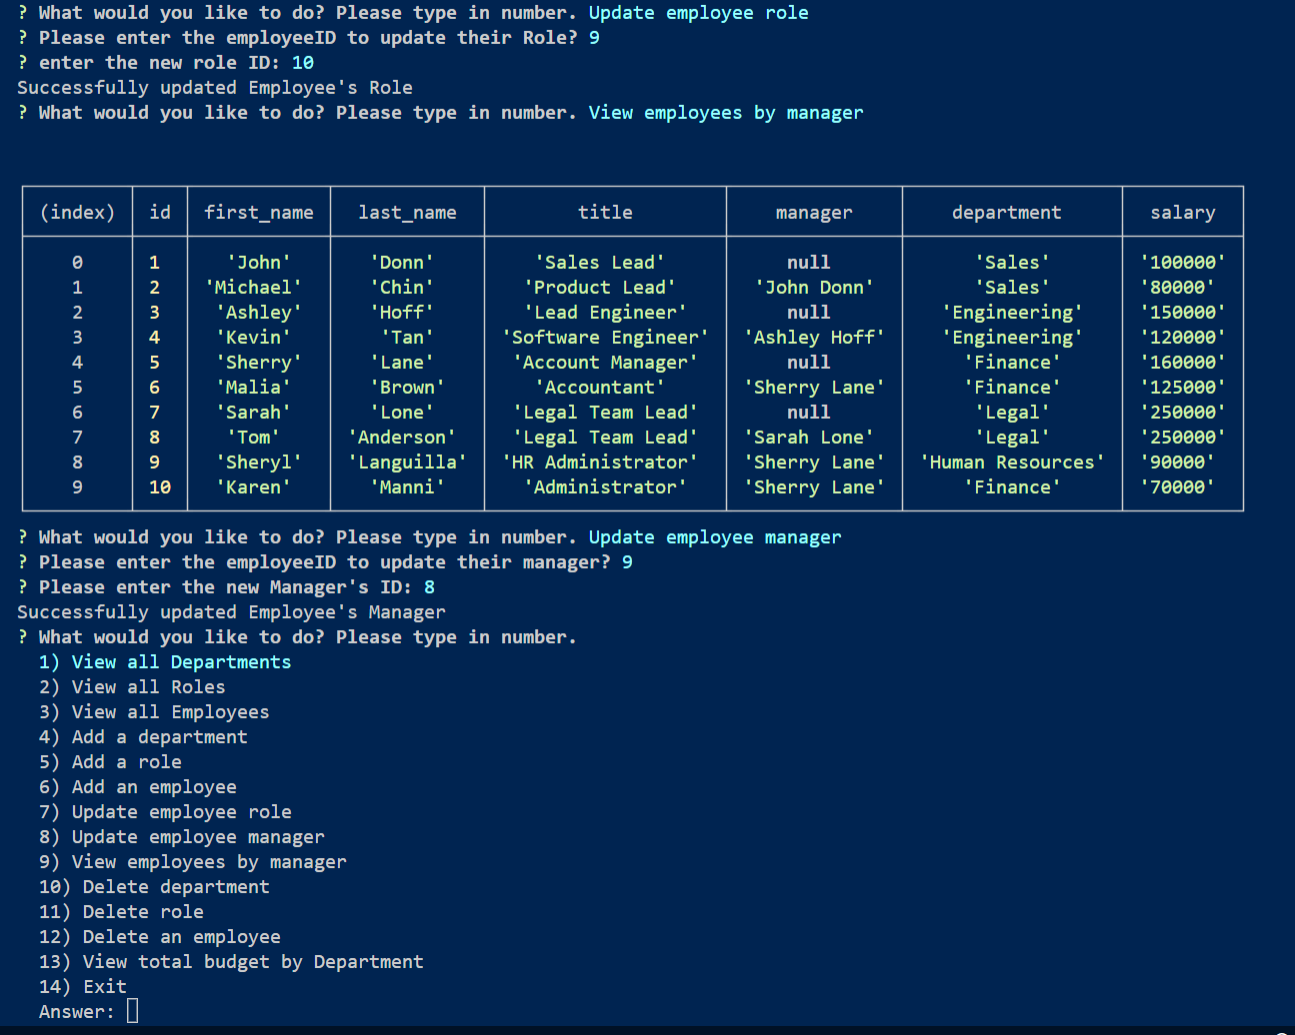 ? What would you like to do? Please type in number. Update employee role
? Please enter the employeeID to update their Role? 9
? enter the new role ID: 10
Successfully updated Employee's Role
? What would you like to do? Please type in number. View employees by manager
(index) id first_name last_name title manager department salary
0 1 'John' 'Donn' 'Sales Lead' null 'Sales' '100000'
1 2 'Michael' 'Chin' 'Product Lead' 'John Donn' 'Sales' '80000'
2 3 'Ashley' 'Hoff' 'Lead Engineer' null 'Engineering' '150000'
3 4 'Kevin' 'Tan' 'Software Engineer' 'Ashley Hoff' 'Engineering' '120000'
4 5 'Sherry' 'Lane' 'Account Manager' null 'Finance' '160000'
5 6 'Malia' 'Brown' 'Accountant' 'Sherry Lane' 'Finance' '125000'
6 7 'Sarah' 'Lone' 'Legal Team Lead' null 'Legal' '250000'
7 8 'Tom' 'Anderson' 'Legal Team Lead' 'Sarah Lone' 'Legal' '250000'
8 9 'Sheryl' 'Languilla' 'HR Administrator' 'Sherry Lane' 'Human Resources' '90000'
9 10 'Karen' 'Manni' 'Administrator' 'Sherry Lane' 'Finance' '70000'
? What would you like to do? Please type in number. Update employee manager
? Please enter the employeeID to update their manager? 9
? Please enter the new Manager's ID: 8
Successfully updated Employee's Manager
? What would you like to do? Please type in number.
1) View all Departments
2) View all Roles
3) View all Employees
4) Add a department
5) Add a role
6) Add an employee
7) Update employee role
8) Update employee manager
9) View employees by manager
10) Delete department
11) Delete role
12) Delete an employee
13) View total budget by Department
14) Exit
Answer: